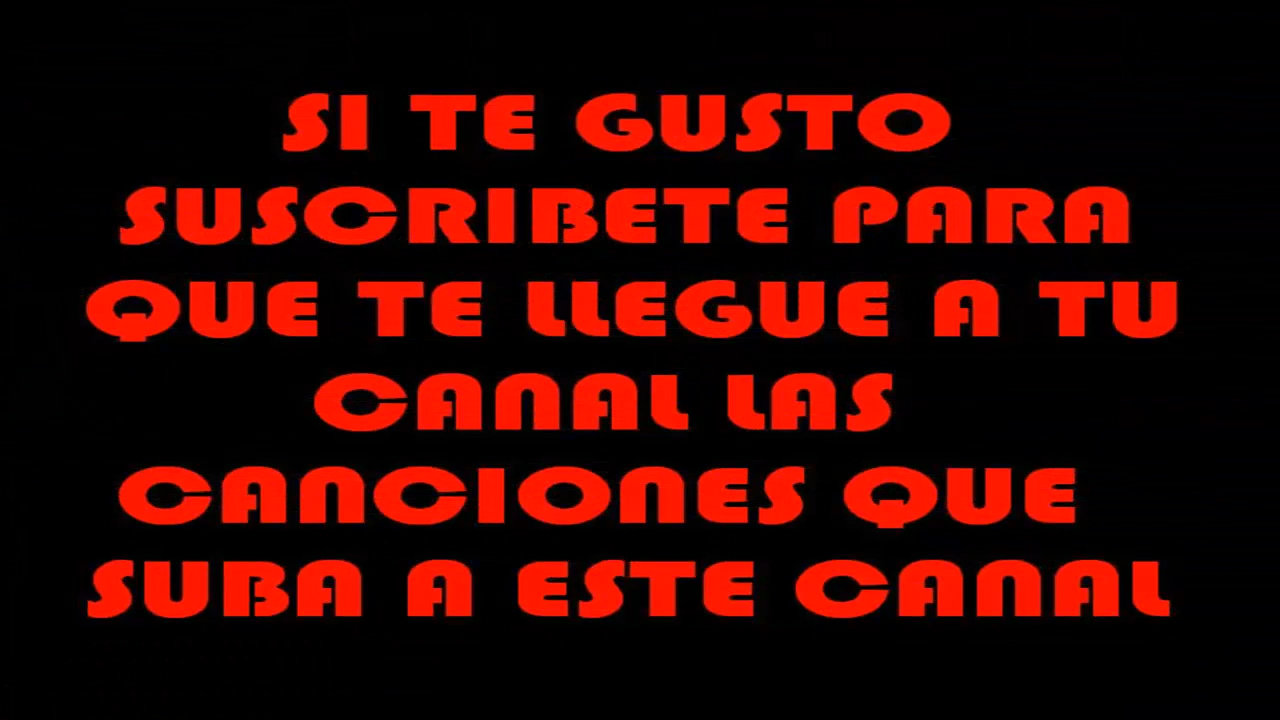 SI TE GUSTO
SUSCRIBETE PARA
QUE TE LLEGUE A TU
CANAL LAS
CANCIONES QUE
SUBA A ESTE CANAL